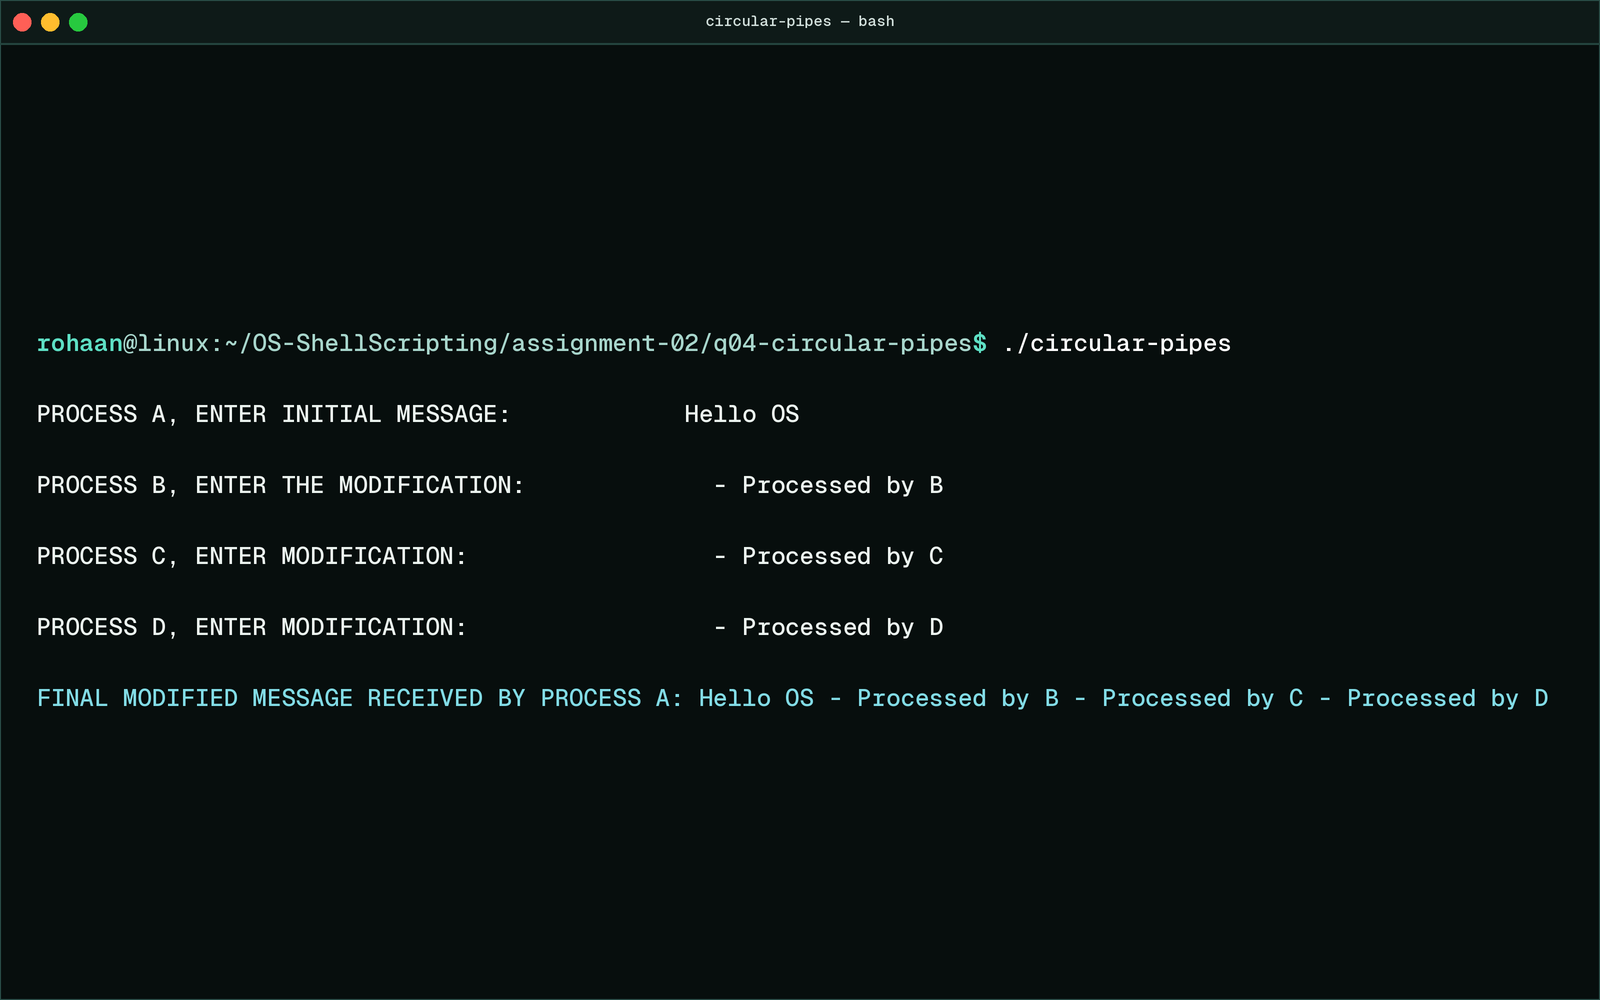 circular-pipes — bash
rohaan@linux:~/OS-ShellScripting/assignment-02/q04-circular-pipes$ ./circular-pipes
PROCESS A, ENTER INITIAL MESSAGE:            Hello OS
PROCESS B, ENTER THE MODIFICATION:             - Processed by B
PROCESS C, ENTER MODIFICATION:                 - Processed by C
PROCESS D, ENTER MODIFICATION:                 - Processed by D
FINAL MODIFIED MESSAGE RECEIVED BY PROCESS A: Hello OS - Processed by B - Processed by C - Processed by D